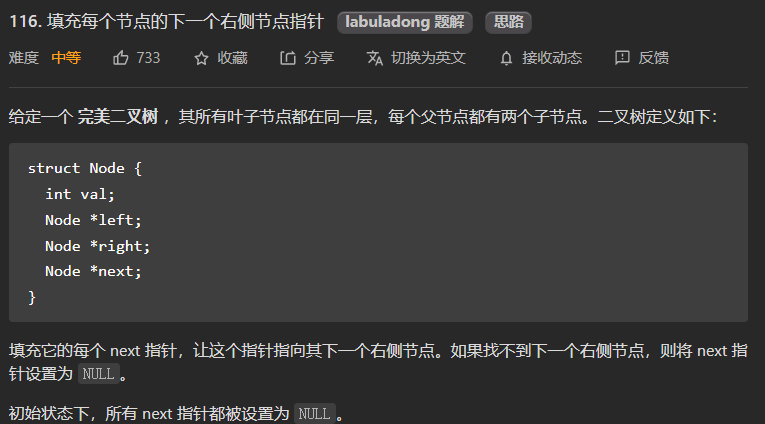 116. 填充每个节点的下一个右侧节点指针 labuladong 题解 思路
难度 中等 733 收藏 分享 切换为英文 接收动态 反馈
给定一个 完美二叉树 ，其所有叶子节点都在同一层，每个父节点都有两个子节点。二叉树定义如下：
struct Node {
  int val;
  Node *left;
  Node *right;
  Node *next;
}
填充它的每个 next 指针，让这个指针指向其下一个右侧节点。如果找不到下一个右侧节点，则将 next 指
针设置为 NULL 。
初始状态下，所有 next 指针都被设置为 NULL 。